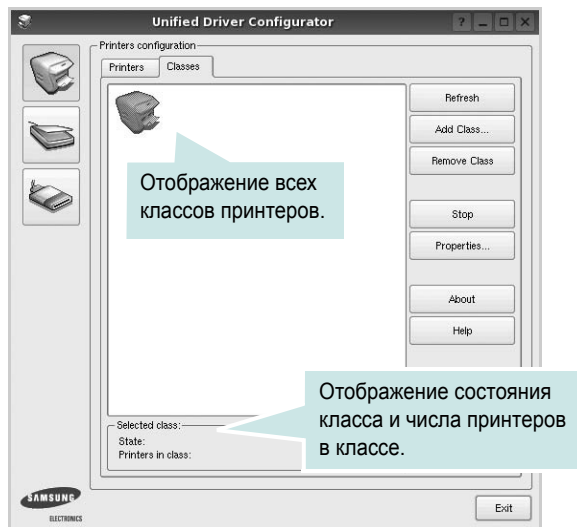 Unified Driver Configurator
Printers configuration
Printers Classes
Refresh
Add Class...
Remove Class
Отображение всех
классов принтеров.
Stop
Properties...
About
Help
Отображение состояния
класса и числа принтеров
в классе.
Selected class:
State:
Printers in class:
SAMSUNG
ELECTRONICS
Exit